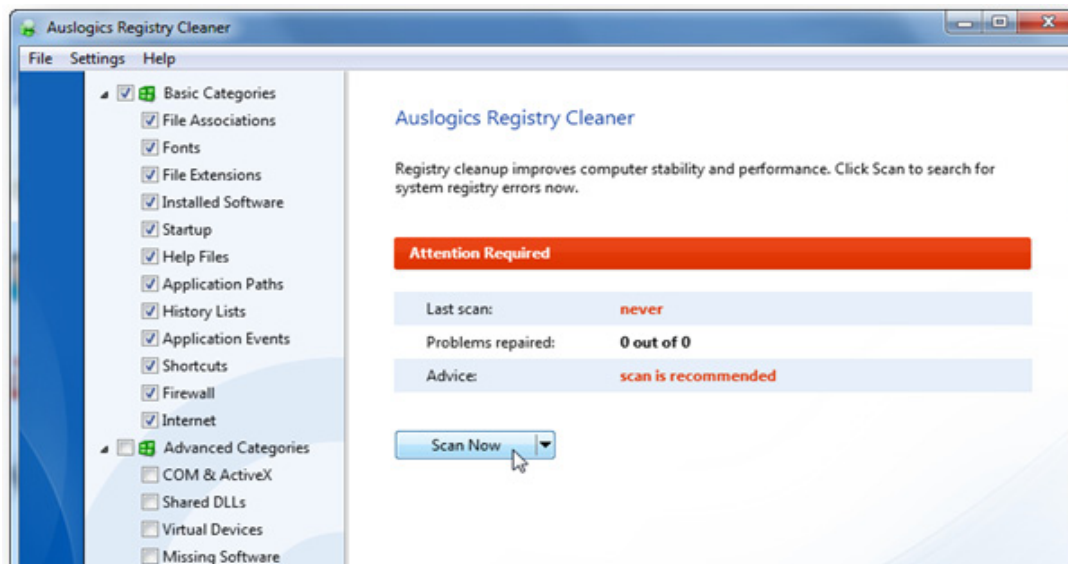 Auslogics Registry Cleaner
File Settings Help
Basic Categories
File Associations
Fonts
File Extensions
Installed Software
Startup
Help Files
Application Paths
History Lists
Application Events
Shortcuts
Firewall
Internet
Advanced Categories
COM & ActiveX
Shared DLLs
Virtual Devices
Missing Software
Auslogics Registry Cleaner
Registry cleanup improves computer stability and performance. Click Scan to search for
system registry errors now.
Attention Required
Last scan: never
Problems repaired: 0 out of 0
Advice: scan is recommended
Scan Now